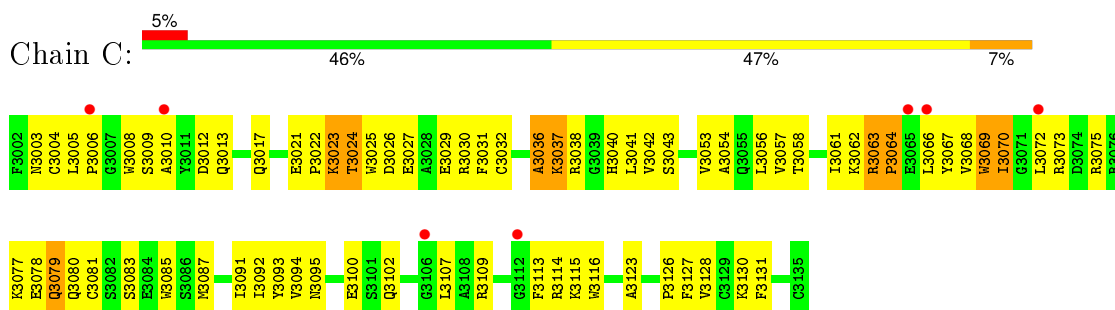 5%
Chain C:
46% 47% 7%
F3002 N3003 C3004 L3005 P3006 G3007 W3008 S3009 A3010 Y3011 D3012 Q3013 Q3017 E3021 P3022 K3023 T3024 W3025 D3026 E3027 A3028 E3029 R3030 F3031 C3032 A3036 K3037 R3038 G3039 H3040 L3041 V3042 S3043 V3053 A3054 Q3055 L3056 V3057 T3058 I3061 K3062 R3063 P3064 E3065 L3066 Y3067 V3068 W3069 I3070 G3071 L3072 R3073 D3074 R3075
K3077 E3078 Q3079 Q3080 C3081 S3082 S3083 E3084 W3085 S3086 M3087 I3091 I3092 Y3093 V3094 N3095 E3100 S3101 Q3102 G3106 L3107 A3108 R3109 G3112 F3113 R3114 K3115 W3116 A3123 P3126 F3127 V3128 C3129 K3130 F3131 C3135